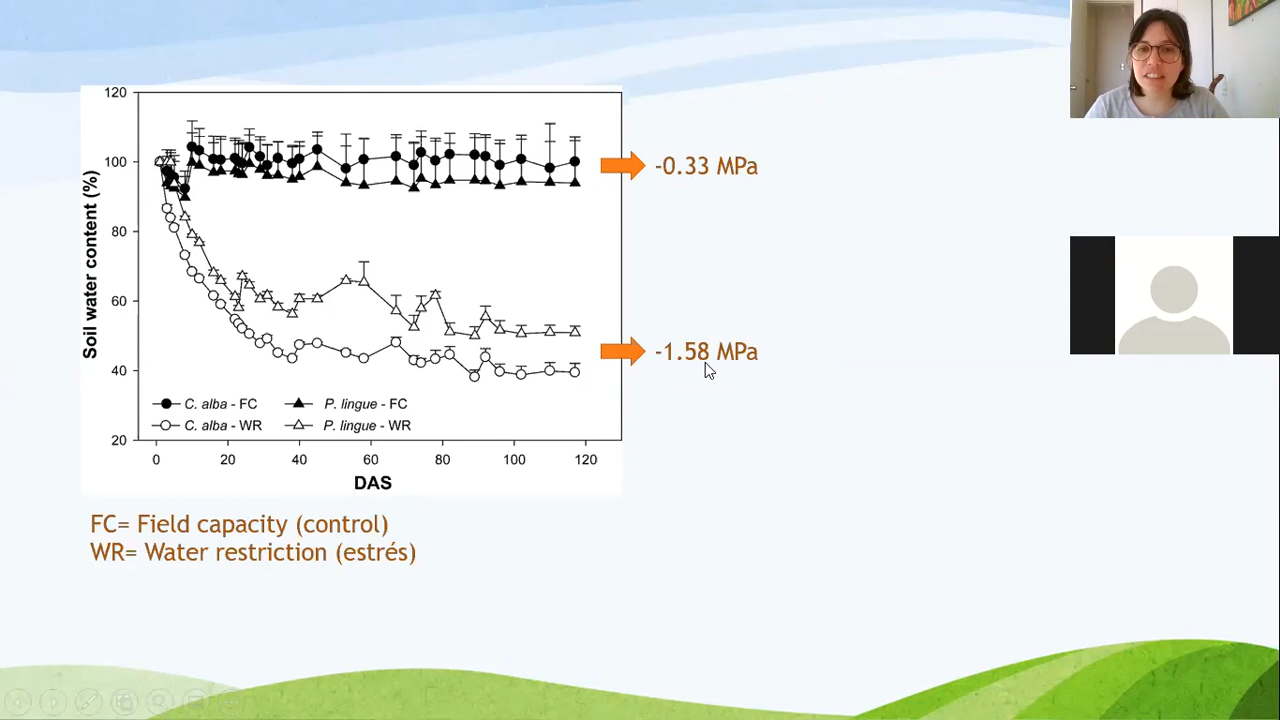 120
100
80
60
40
20
Soil water content (%)
C. alba - FC
P. lingue - FC
C. alba - WR
P. lingue - WR
0
20
40
60
80
100
120
DAS
-0.33 MPa
-1.58 MPa
FC= Field capacity (control)
WR= Water restriction (estrés)